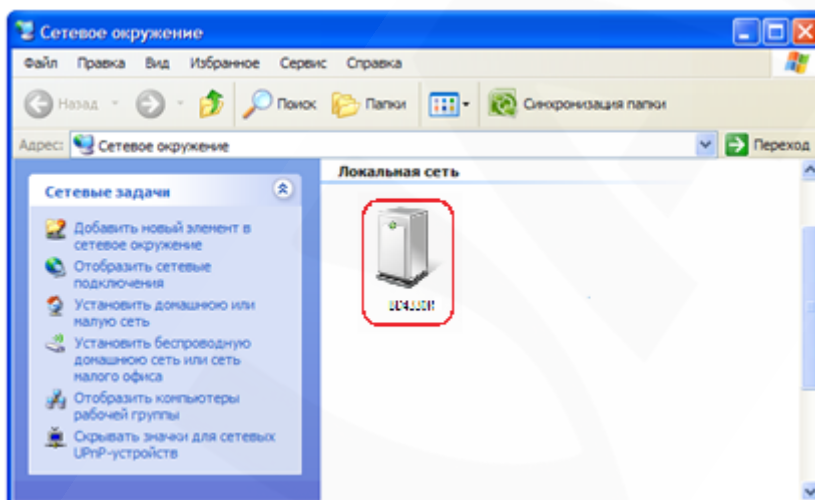 Сетевое окружение
Файл Правка Вид Избранное Сервис Справка
Назад Поиск Папки Синхронизация папки
Адрес: Сетевое окружение Переход
Сетевые задачи
Добавить новый элемент в
сетевое окружение
Отобразить сетевые
подключения
Установить домашнюю или
малую сеть
Установить беспроводную
домашнюю сеть или сеть
малого офиса
Отобразить компьютеры
рабочей группы
Скрывать значки для сетевых
UPnP-устройств
Локальная сеть